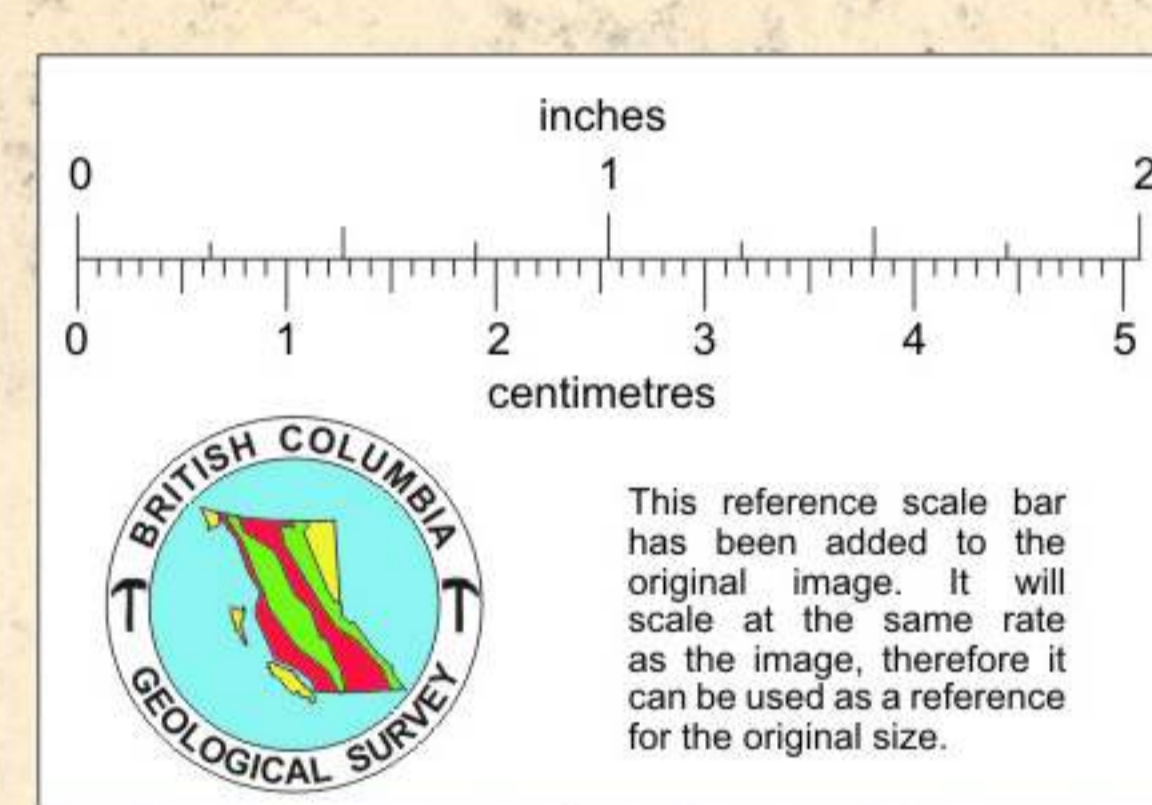 inches
0 1 2
0 1 2 3 4 5
centimetres
BRITISH COLUMBIA
GEOLOGICAL SURVEY
This reference scale bar
has been added to the
original image. It will
scale at the same rate
as the image, therefore it
can be used as a reference
for the original size.